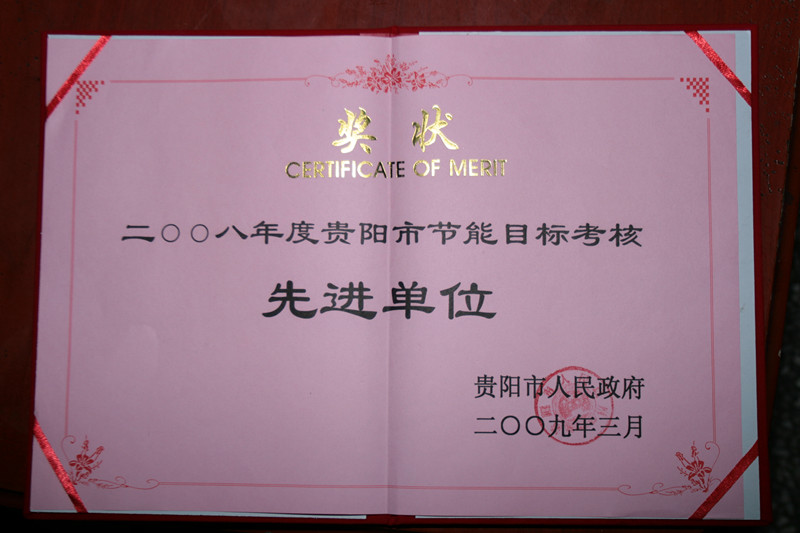 奖状
CERTIFICATE OF MERIT
二〇〇八年度贵阳市节能目标考核
先进单位
贵阳市人民政府
二〇〇九年三月